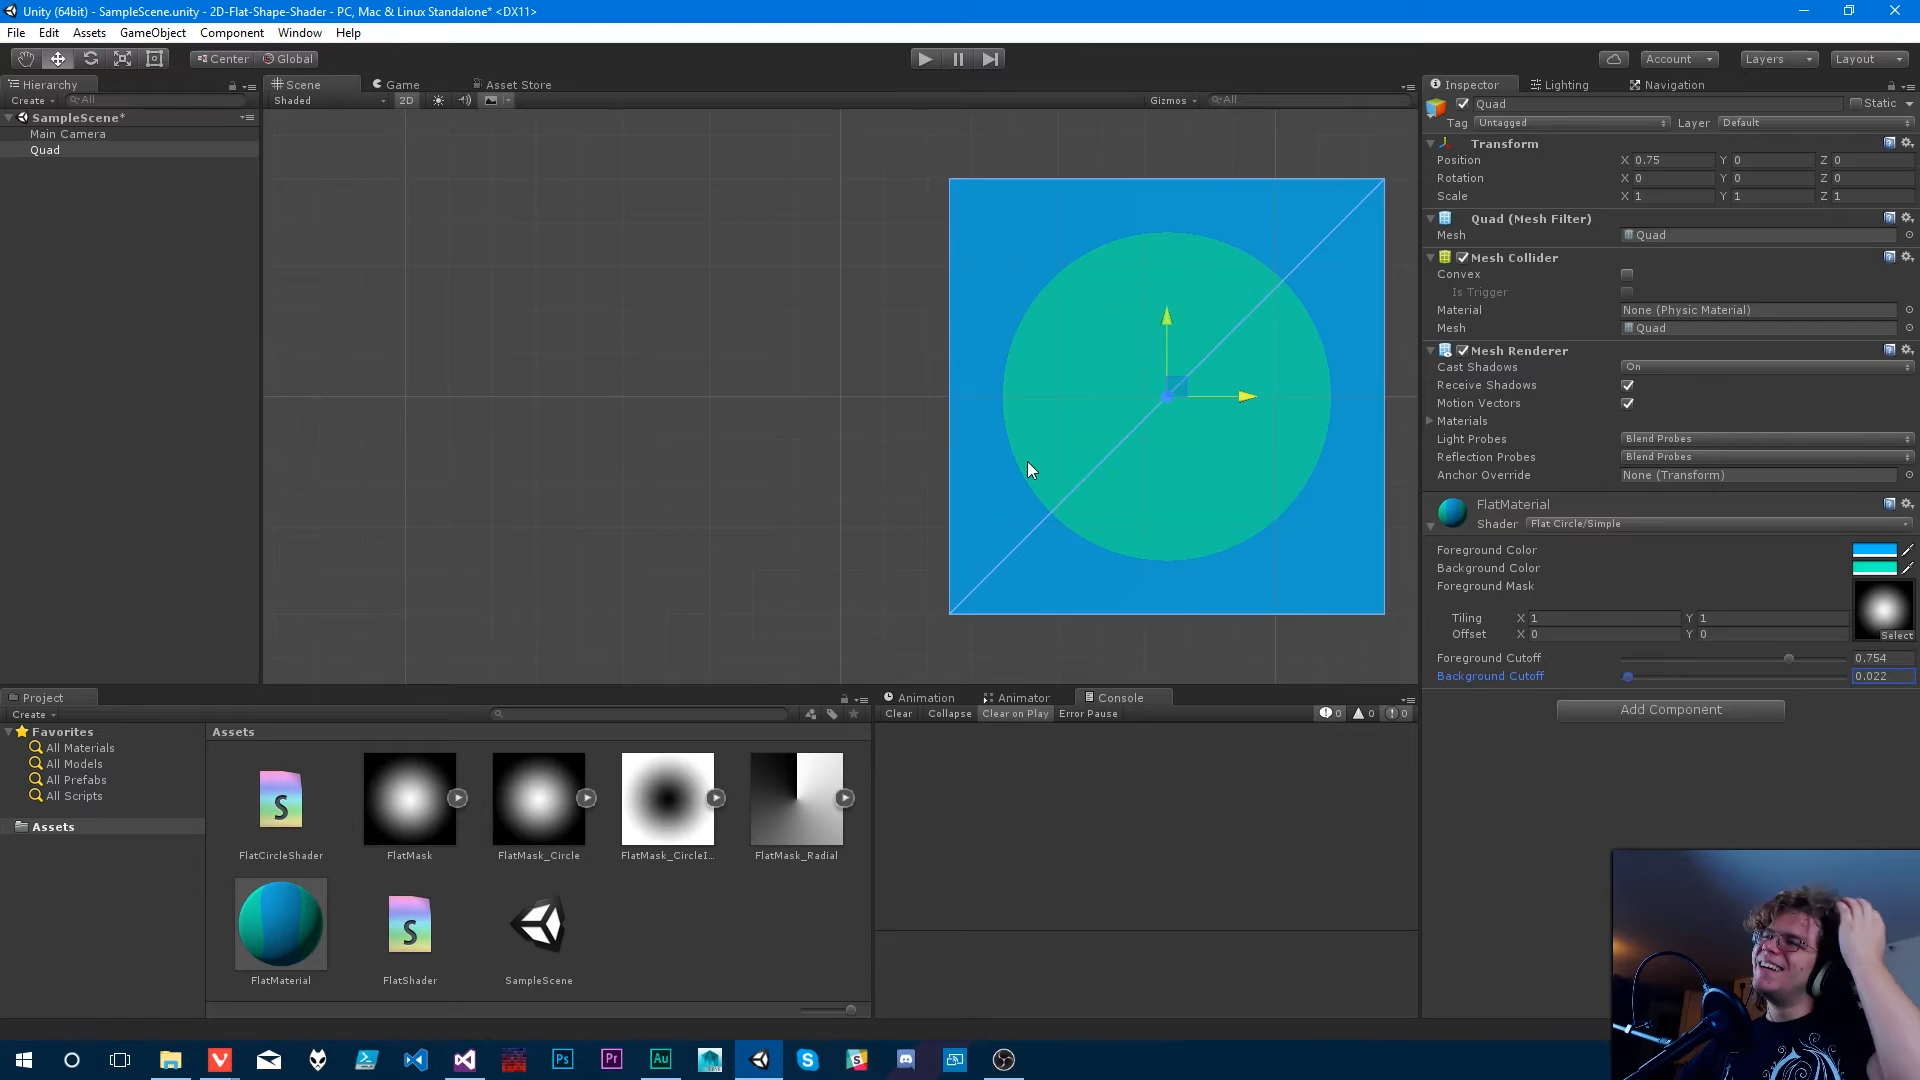 Unity (64bit) - SampleScene.unity - 2D-Flat-Shape-Shader - PC, Mac & Linux Standalone* <DX11>
File Edit Assets GameObject Component Window Help
Center Global
Account Layers Layout
Hierarchy
Create All
SampleScene*
Main Camera
Quad
Scene Game Asset Store
Shaded 2D Gizmos All
Inspector Lighting Navigation
Quad Static
Tag Untagged Layer Default
Transform
Position X 0.75 Y 0 Z 0
Rotation X 0 Y 0 Z 0
Scale X 1 Y 1 Z 1
Quad (Mesh Filter)
Mesh Quad
Mesh Collider
Convex
Is Trigger
Material None (Physic Material)
Mesh Quad
Mesh Renderer
Cast Shadows On
Receive Shadows
Motion Vectors
Materials
Light Probes Blend Probes
Reflection Probes Blend Probes
Anchor Override None (Transform)
FlatMaterial
Shader Flat Circle/Simple
Foreground Color
Background Color
Foreground Mask
Tiling X 1 Y 1
Offset X 0 Y 0
Select
Foreground Cutoff 0.754
Background Cutoff 0.022
Add Component
Project
Create
Favorites
All Materials
All Models
All Prefabs
All Scripts
Assets
Assets
FlatCircleShader FlatMask FlatMask_Circle FlatMask_CircleI... FlatMask_Radial
FlatMaterial FlatShader SampleScene
Animation Animator Console
Clear Collapse Clear on Play Error Pause 0 0 0
Ps Pr Au